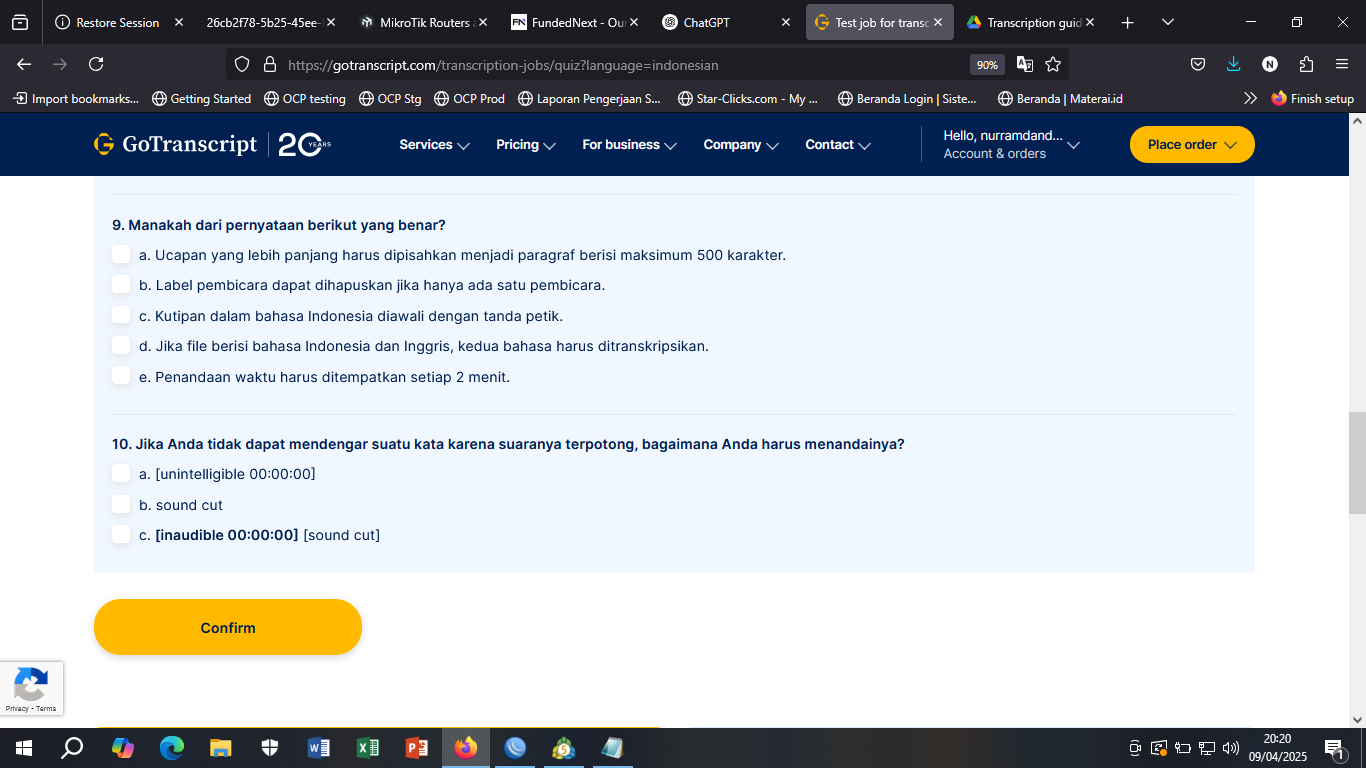 Restore Session
26cb2f78-5b25-45ee-
MikroTik Routers
FN FundedNext - Our
ChatGPT
Test job for transc
Transcription guid
https://gotranscript.com/transcription-jobs/quiz?language=indonesian
90%
N
Import bookmarks...
Getting Started
OCP testing
OCP Stg
OCP Prod
Laporan Pengerjaan S...
Star-Clicks.com - My ...
Beranda Login | Siste...
Beranda | Materai.id
Finish setup
GoTranscript
20 YEARS
Services
Pricing
For business
Company
Contact
Hello, nurramdand...
Account & orders
Place order
9. Manakah dari pernyataan berikut yang benar?
a. Ucapan yang lebih panjang harus dipisahkan menjadi paragraf berisi maksimum 500 karakter.
b. Label pembicara dapat dihapuskan jika hanya ada satu pembicara.
c. Kutipan dalam bahasa Indonesia diawali dengan tanda petik.
d. Jika file berisi bahasa Indonesia dan Inggris, kedua bahasa harus ditranskripsikan.
e. Penandaan waktu harus ditempatkan setiap 2 menit.
10. Jika Anda tidak dapat mendengar suatu kata karena suaranya terpotong, bagaimana Anda harus menandainya?
a. [unintelligible 00:00:00]
b. sound cut
c. [inaudible 00:00:00] [sound cut]
Confirm
Privacy - Terms
20:20
09/04/2025
1